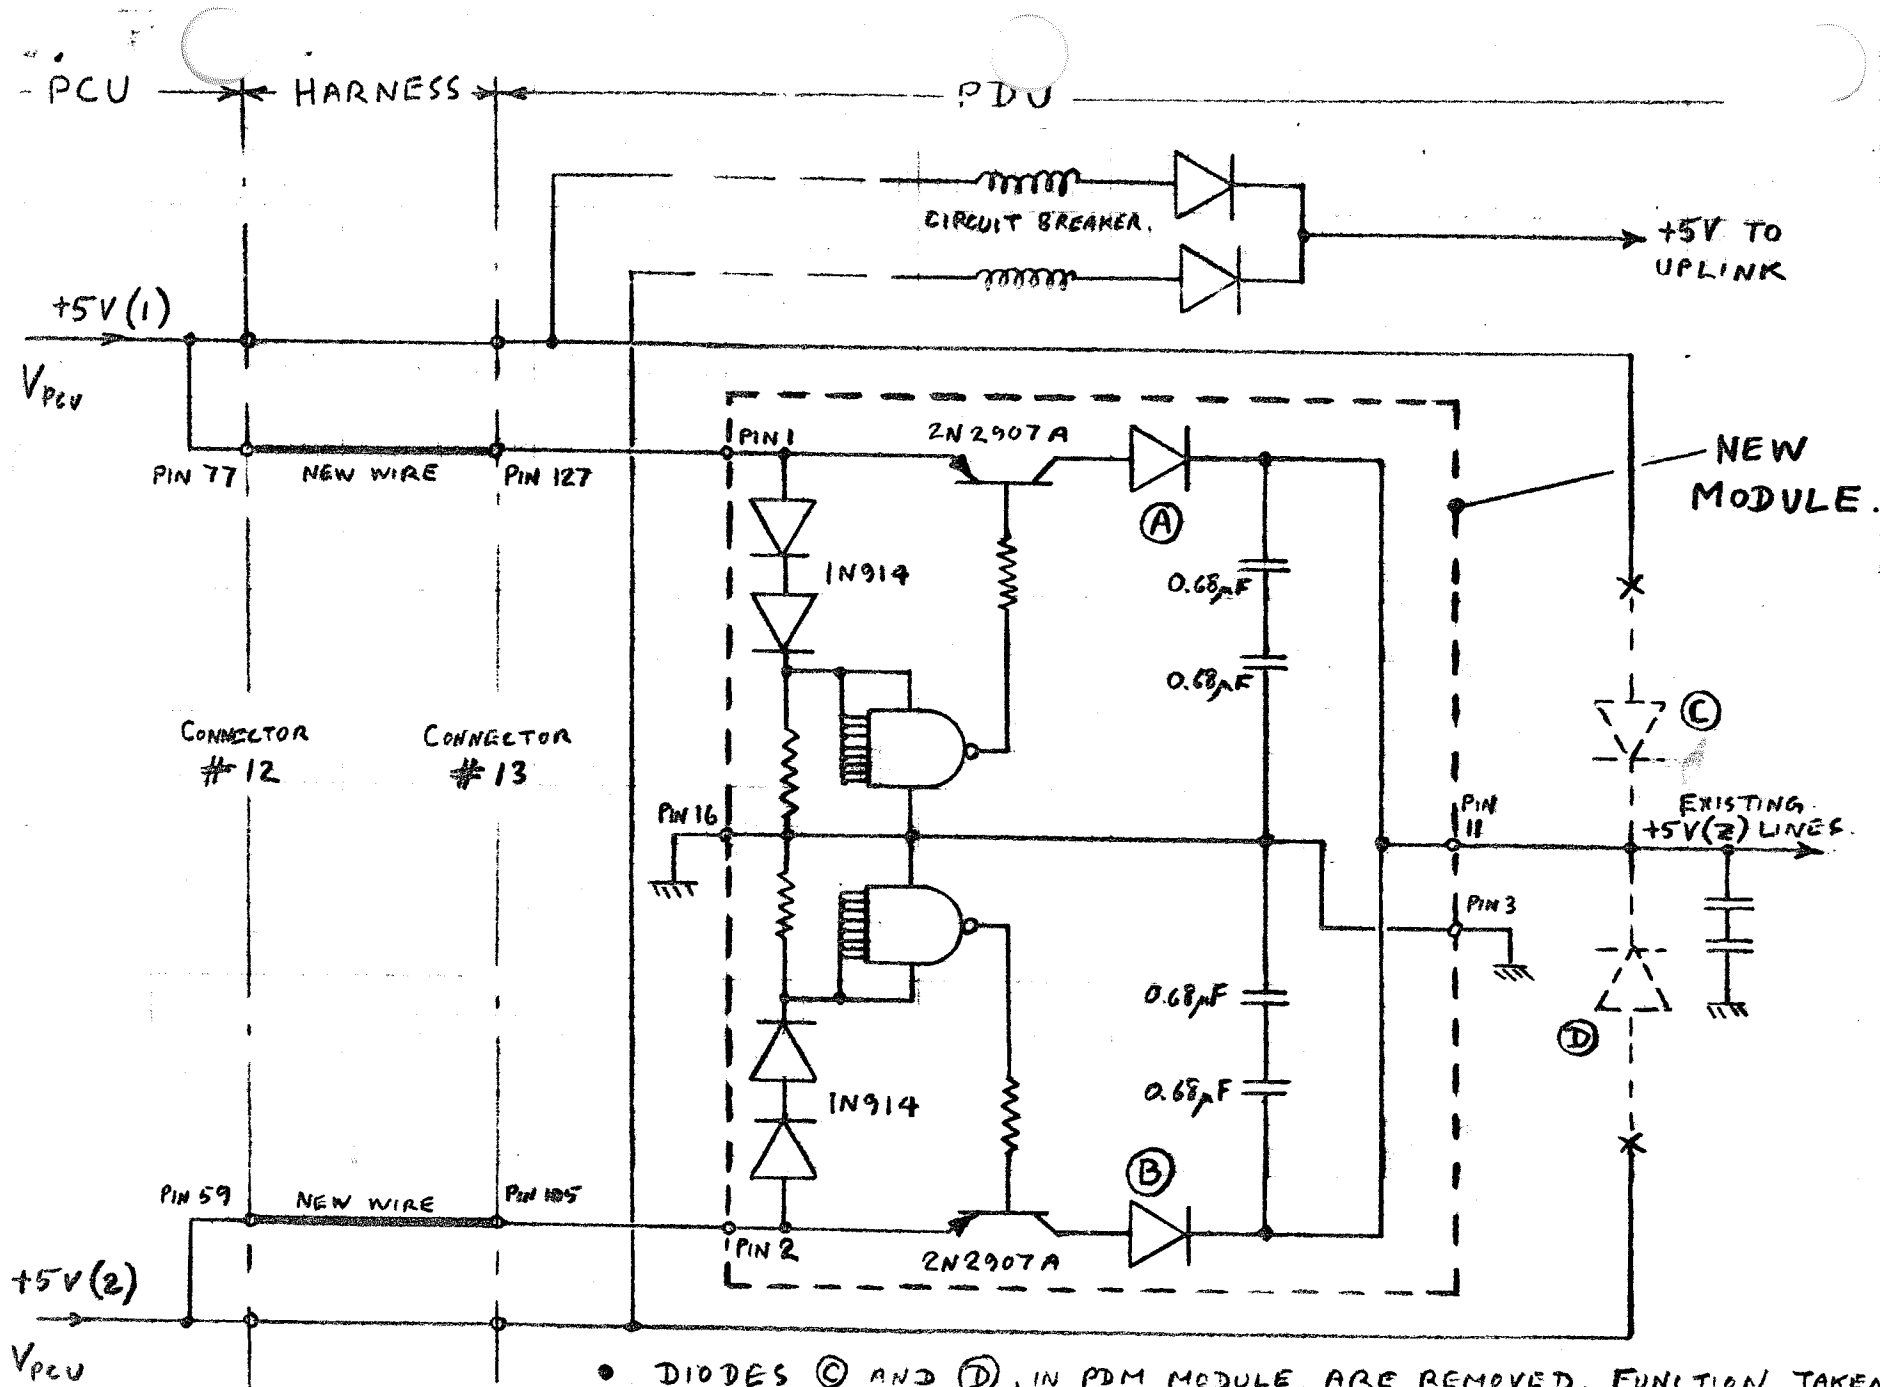 PCU
HARNESS
PDU
CIRCUIT BREAKER.
+5V TO
UPLINK
+5V(1)
VPCU
PIN 1
2N2907A
NEW
MODULE.
PIN 77
NEW WIRE
PIN 127
A
1N914
0.68µF
0.68µF
C
CONNECTOR
#12
CONNECTOR
#13
PIN 16
PIN
11
EXISTING
+5V(2) LINES.
PIN 3
0.68µF
D
0.68µF
1N914
B
PIN 59
NEW WIRE
PIN 105
PIN 2
2N2907A
+5V(2)
VPCU
• DIODES C AND D, IN PDM MODULE ARE REMOVED. FUNCTION TAKEN